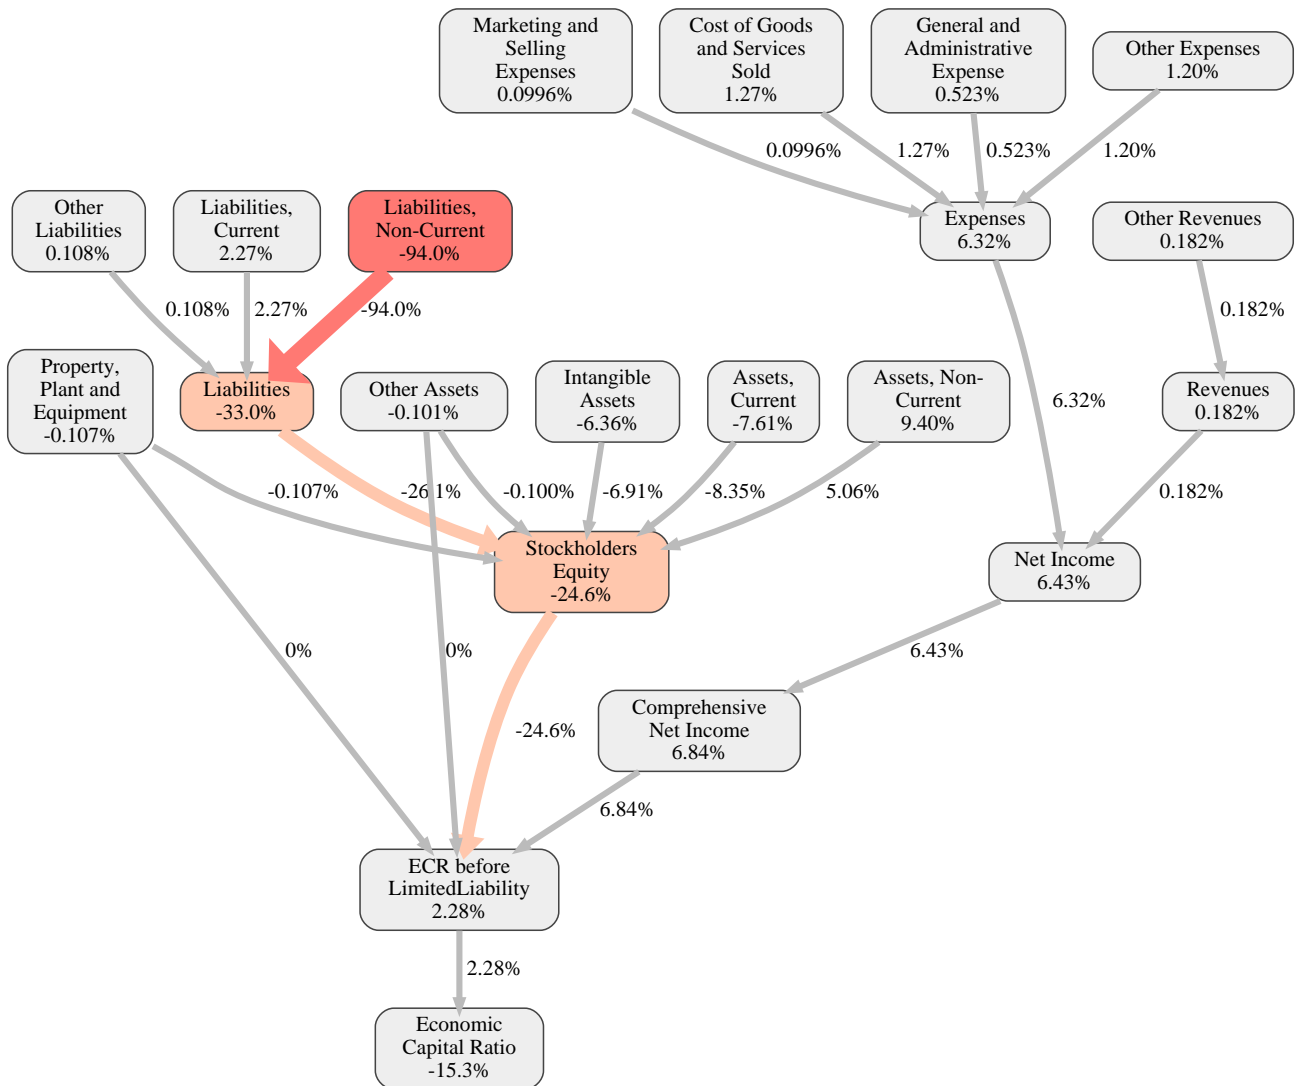 Marketing and
Selling
Expenses
0.0996%
Cost of Goods
and Services
Sold
1.27%
General and
Administrative
Expense
0.523%
Other Expenses
1.20%
0.0996%
1.27%
0.523%
1.20%
Other
Liabilities
0.108%
Liabilities,
Current
2.27%
Liabilities,
Non-Current
-94.0%
Expenses
6.32%
Other Revenues
0.182%
0.108%
2.27%
-94.0%
0.182%
Property,
Plant and
Equipment
-0.107%
Liabilities
-33.0%
Other Assets
-0.101%
Intangible
Assets
-6.36%
Assets,
Current
-7.61%
Assets, Non-
Current
9.40%
6.32%
Revenues
0.182%
-0.107%
-26.1%
-0.100%
-6.91%
-8.35%
5.06%
0.182%
Stockholders
Equity
-24.6%
Net Income
6.43%
0%
0%
6.43%
-24.6%
Comprehensive
Net Income
6.84%
6.84%
ECR before
LimitedLiability
2.28%
2.28%
Economic
Capital Ratio
-15.3%